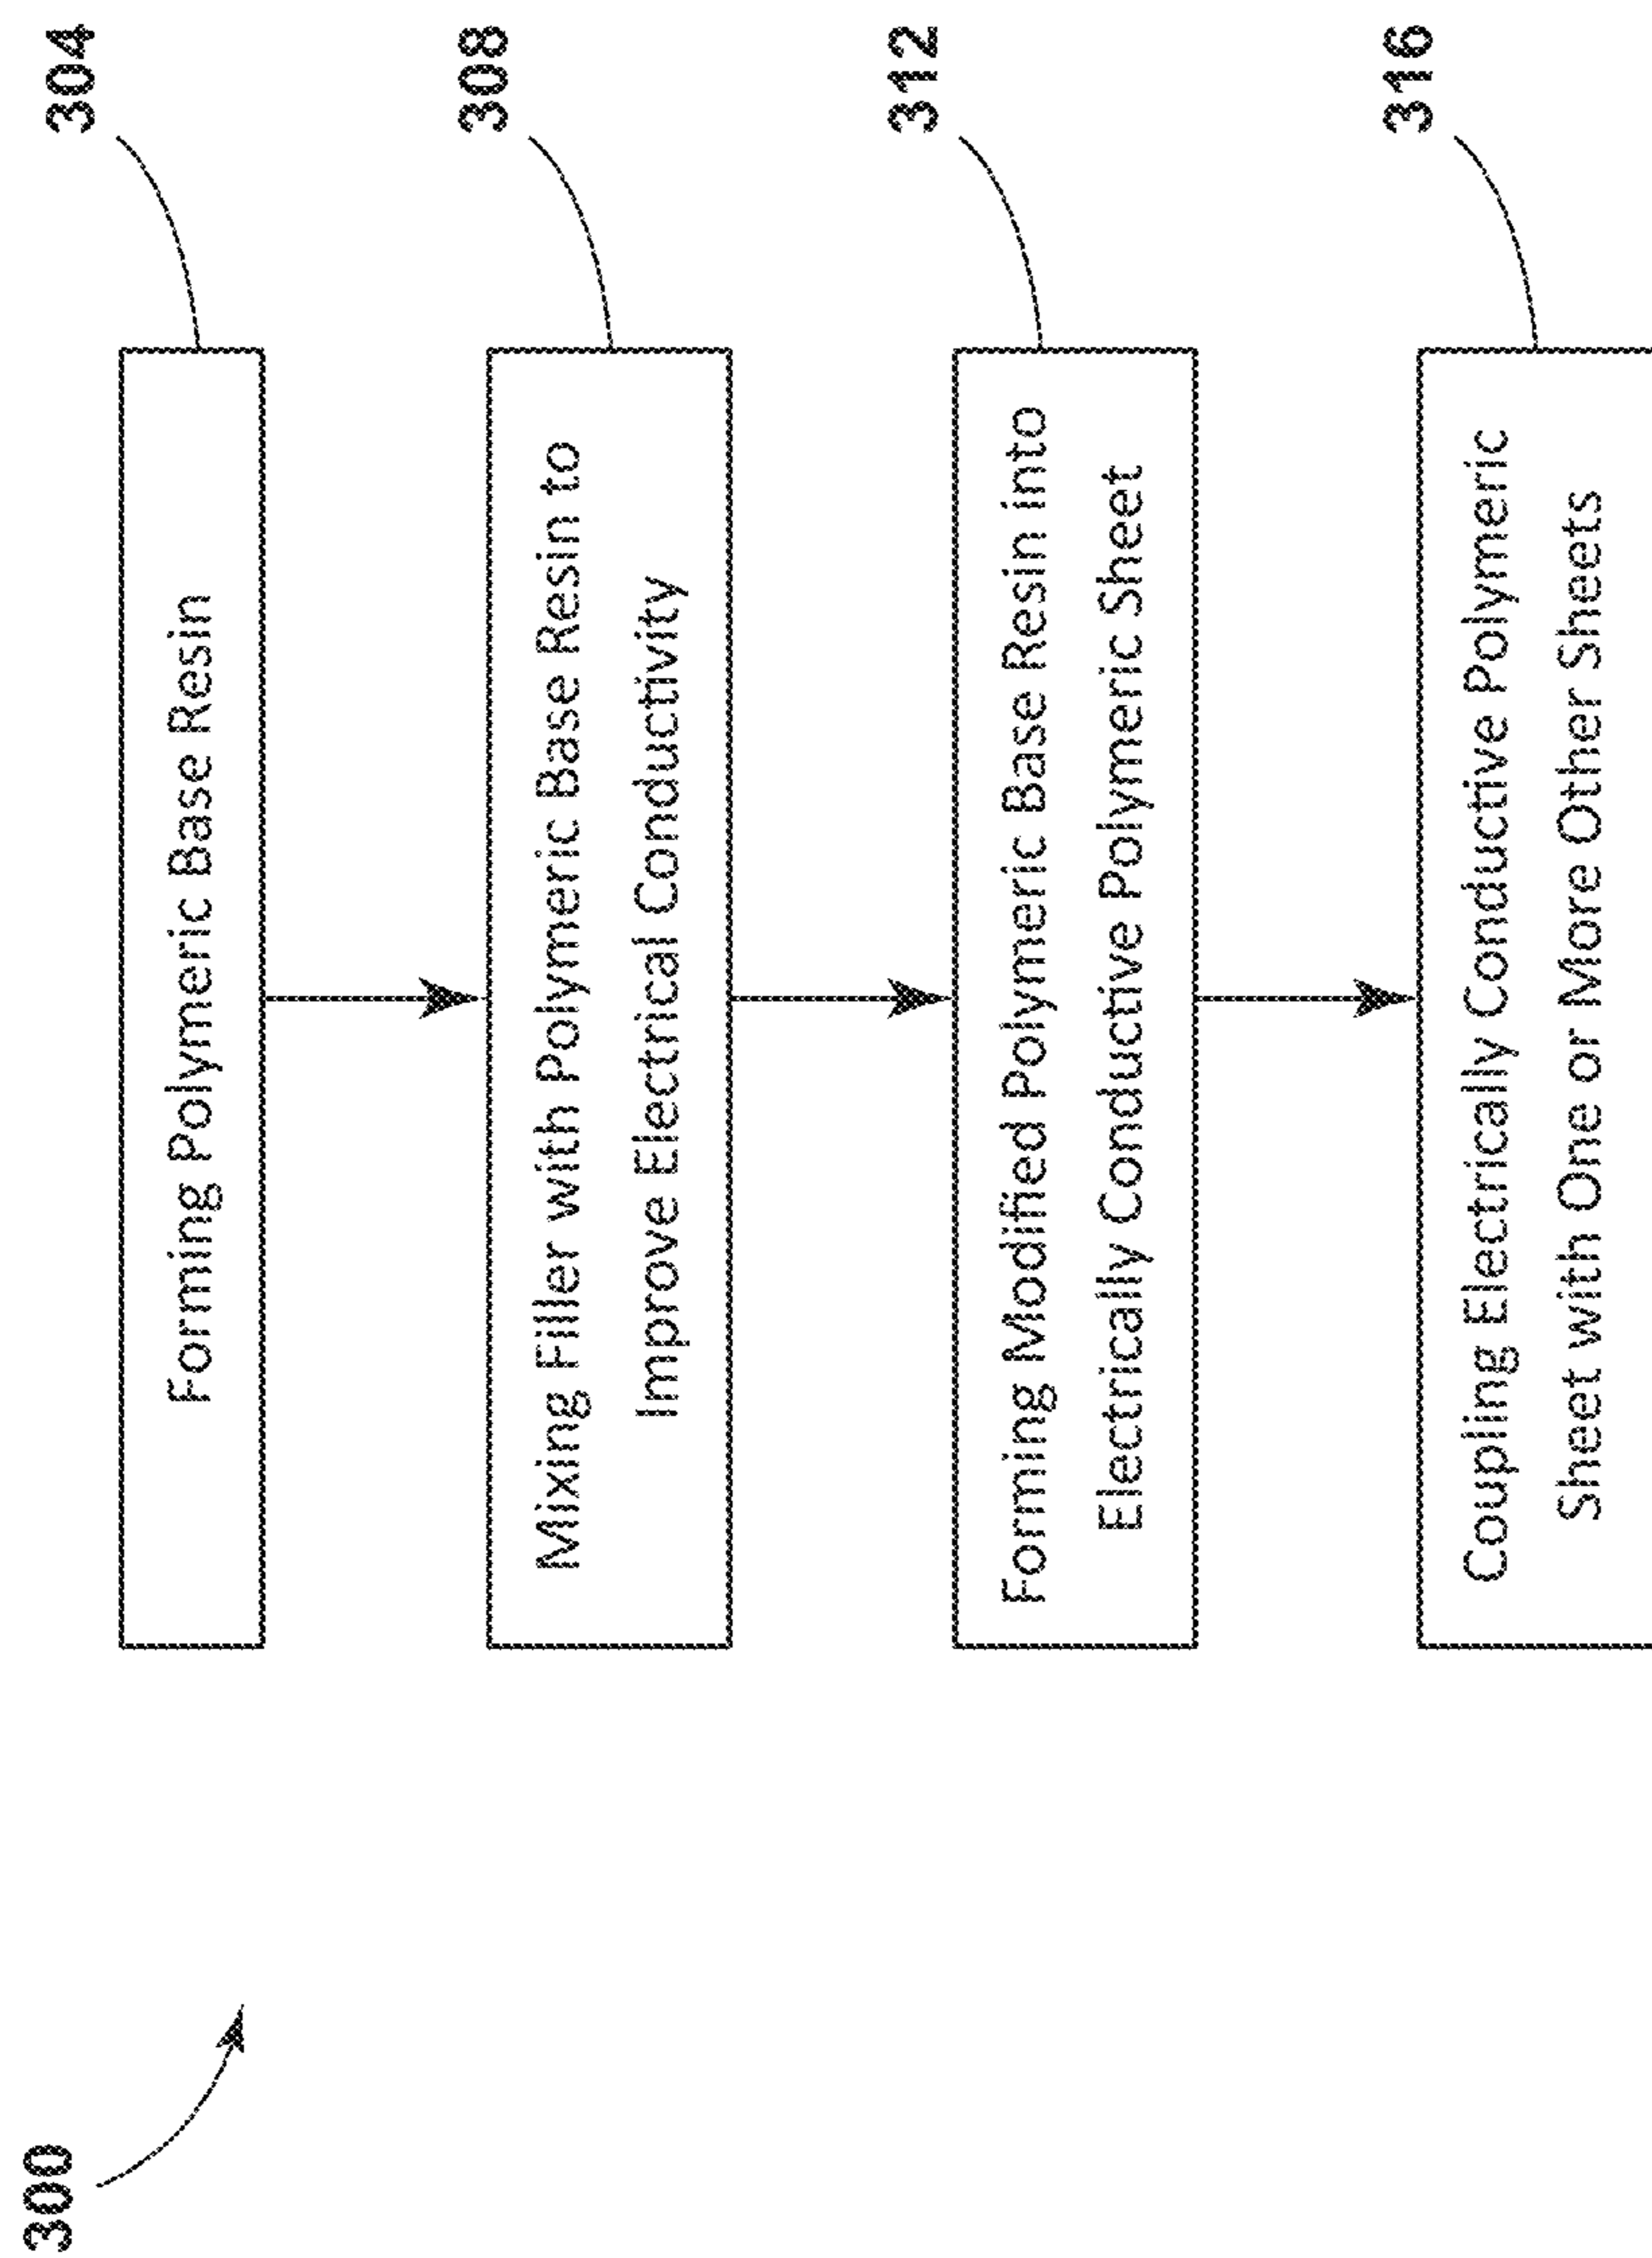 300
304
Forming Polymeric Base Resin
308
Mixing Filler with Polymeric Base Resin to
Improve Electrical Conductivity
312
Forming Modified Polymeric Base Resin into
Electrically Conductive Polymeric Sheet
316
Coupling Electrically Conductive Polymeric
Sheet with One or More Other Sheets